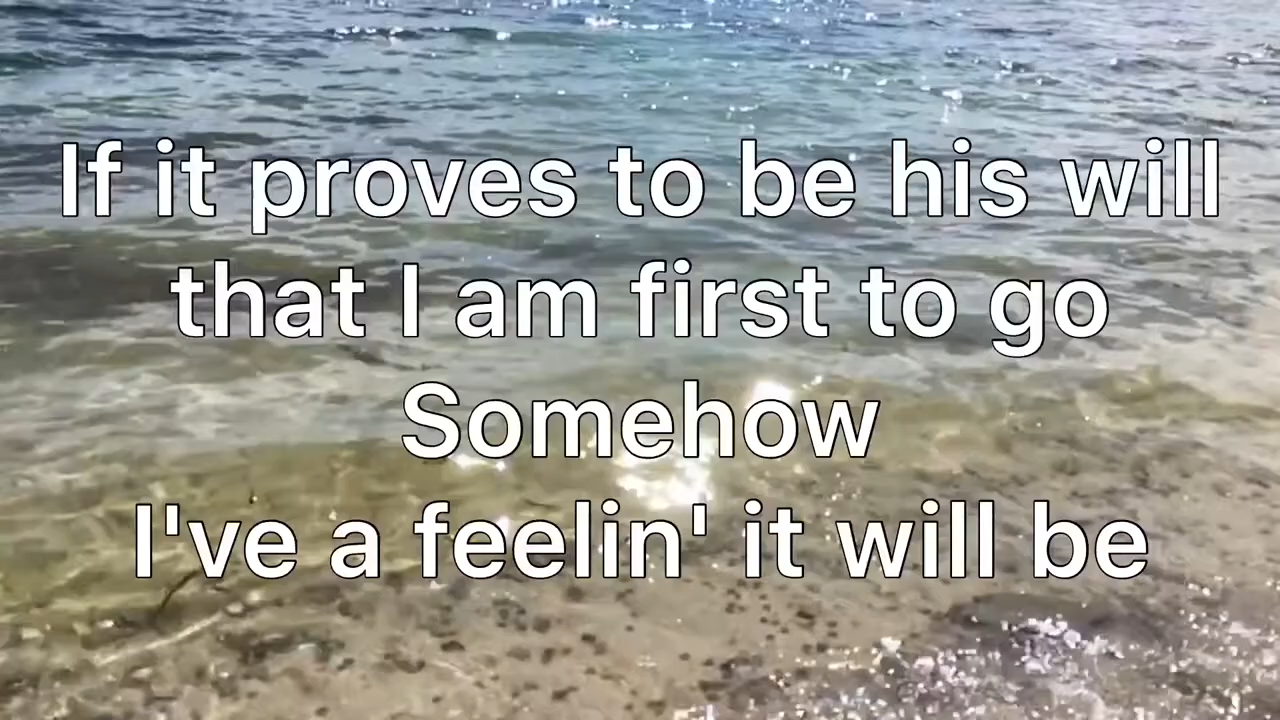 If it proves to be his will
that I am first to go
Somehow
I've a feelin' it will be